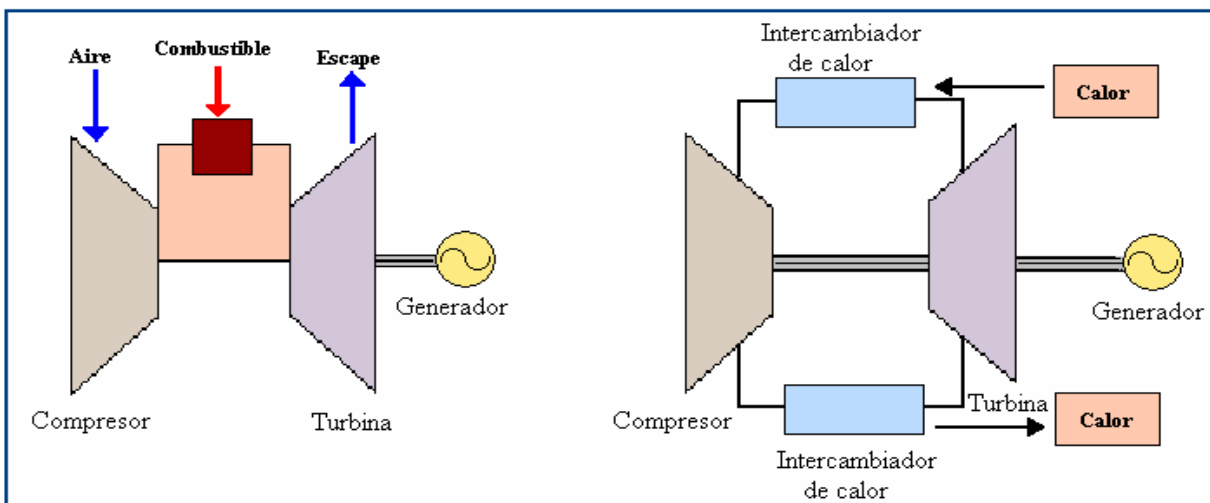 Aire
Combustible
Escape
Generador
Compresor
Turbina
Intercambiador
de calor
Calor
Generador
Compresor
Turbina
Calor
Intercambiador
de calor